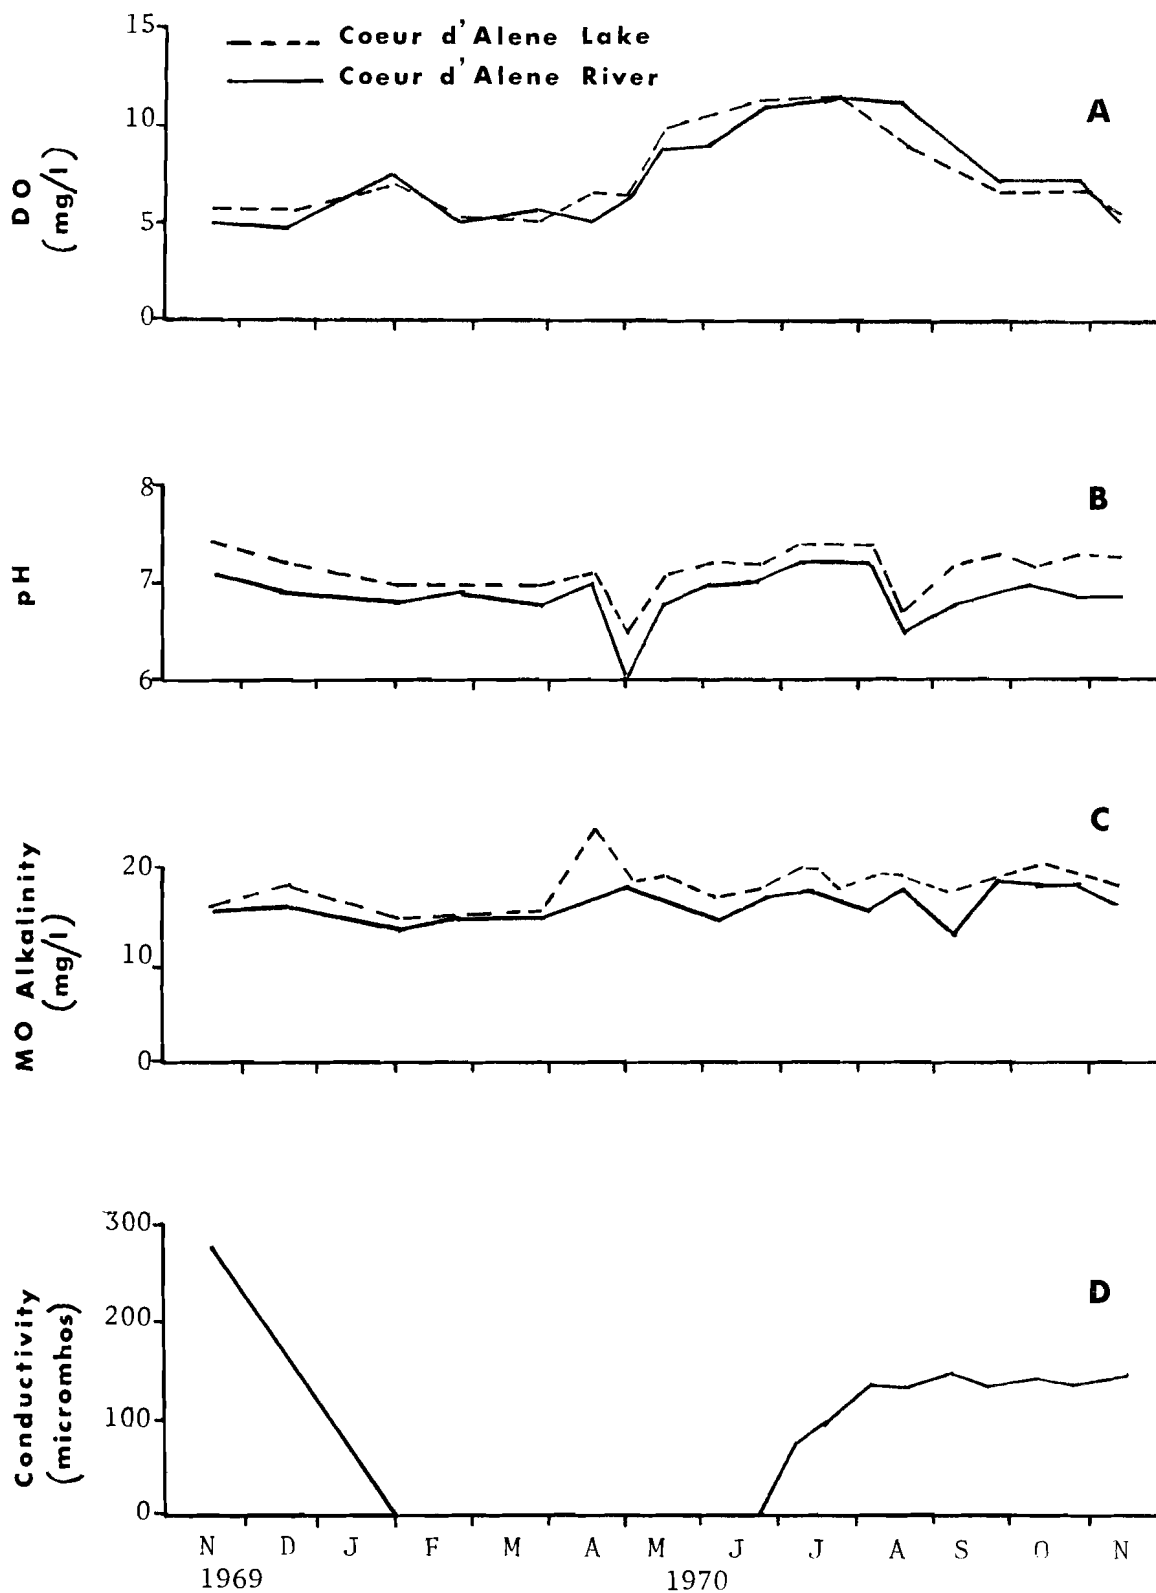 15
Coeur d'Alene Lake
Coeur d'Alene River
10
A
5
0
DO
(mg/l)
8
B
7
6
pH
C
20
10
0
MO Alkalinity
(mg/l)
300
200
D
100
0
Conductivity
(micromhos)
N D J F M A M J J A S O N
1969 1970